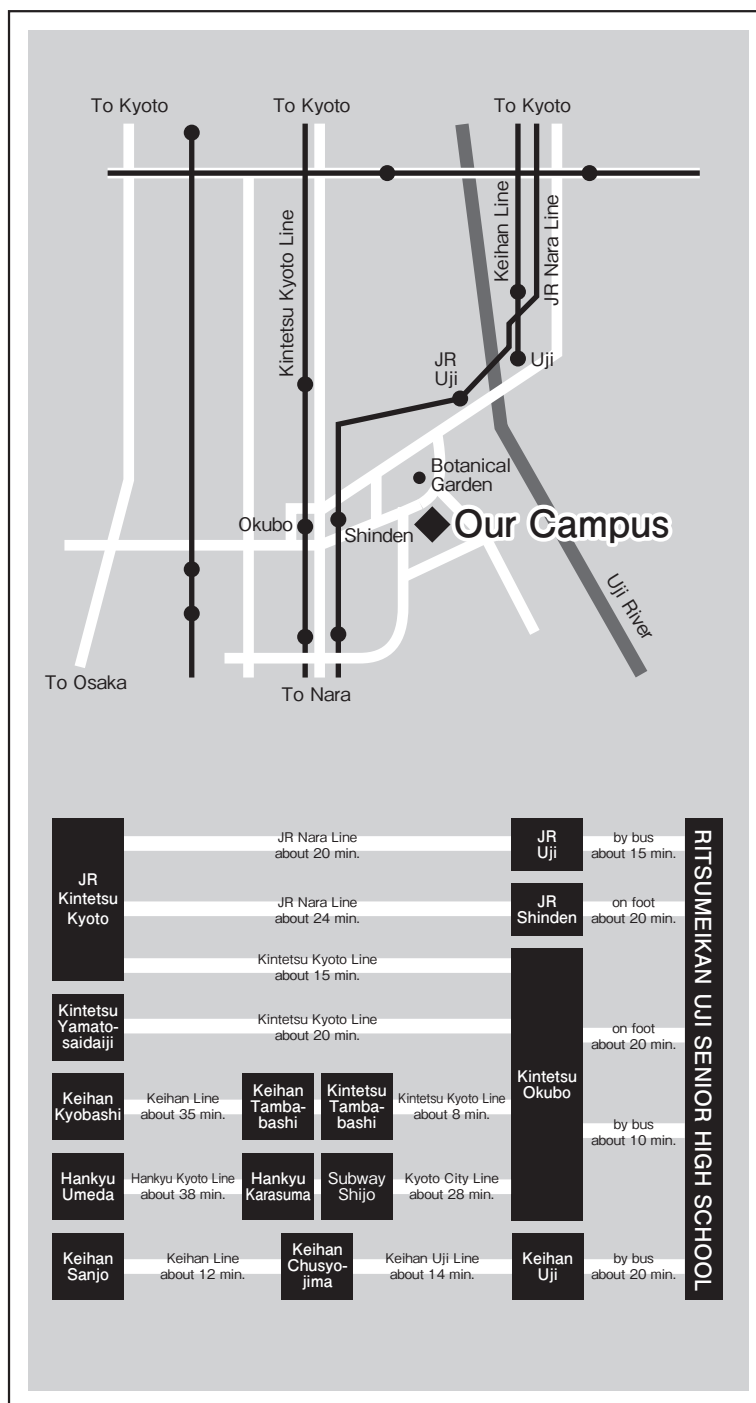 To Kyoto
To Kyoto
To Kyoto
Kintetsu Kyoto Line
Keihan Line
JR Nara Line
JR
Uji
Uji
Botanical
Garden
Okubo
Shinden
Our Campus
Uji River
To Osaka
To Nara
JR
Kintetsu
Kyoto
JR Nara Line
about 20 min.
JR
Uji
by bus
about 15 min.
JR Nara Line
about 24 min.
JR
Shinden
on foot
about 20 min.
Kintetsu Kyoto Line
about 15 min.
Kintetsu
Yamato-
saidaiji
Kintetsu Kyoto Line
about 20 min.
Kintetsu
Okubo
on foot
about 20 min.
Keihan
Kyobashi
Keihan Line
about 35 min.
Keihan
Tamba-
bashi
Kintetsu
Tamba-
bashi
Kintetsu Kyoto Line
about 8 min.
by bus
about 10 min.
Hankyu
Umeda
Hankyu Kyoto Line
about 38 min.
Hankyu
Karasuma
Subway
Shijo
Kyoto City Line
about 28 min.
Keihan
Sanjo
Keihan Line
about 12 min.
Keihan
Chusyo-
jima
Keihan Uji Line
about 14 min.
Keihan
Uji
by bus
about 20 min.
RITSUMEIKAN UJI SENIOR HIGH SCHOOL